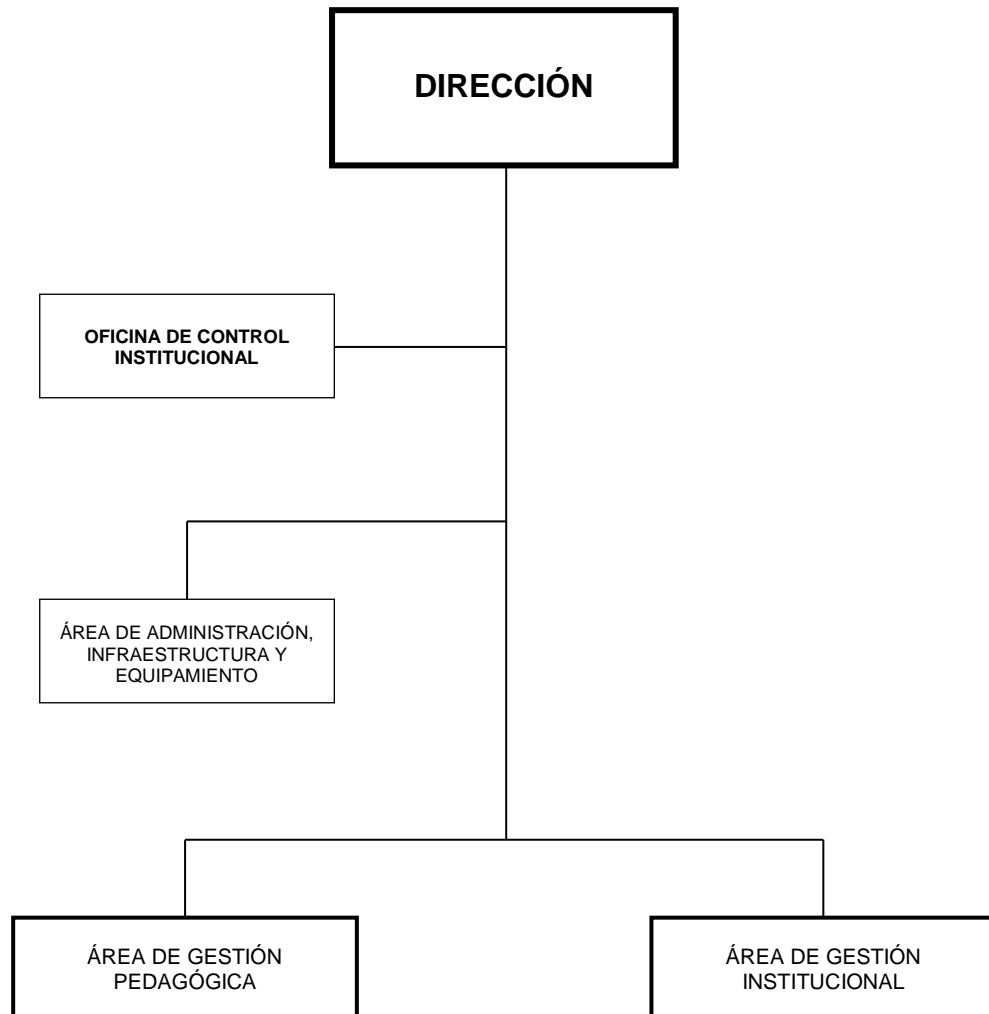 DIRECCIÓN
OFICINA DE CONTROL
INSTITUCIONAL
ÁREA DE ADMINISTRACIÓN,
INFRAESTRUCTURA Y
EQUIPAMIENTO
ÁREA DE GESTIÓN
PEDAGÓGICA
ÁREA DE GESTIÓN
INSTITUCIONAL